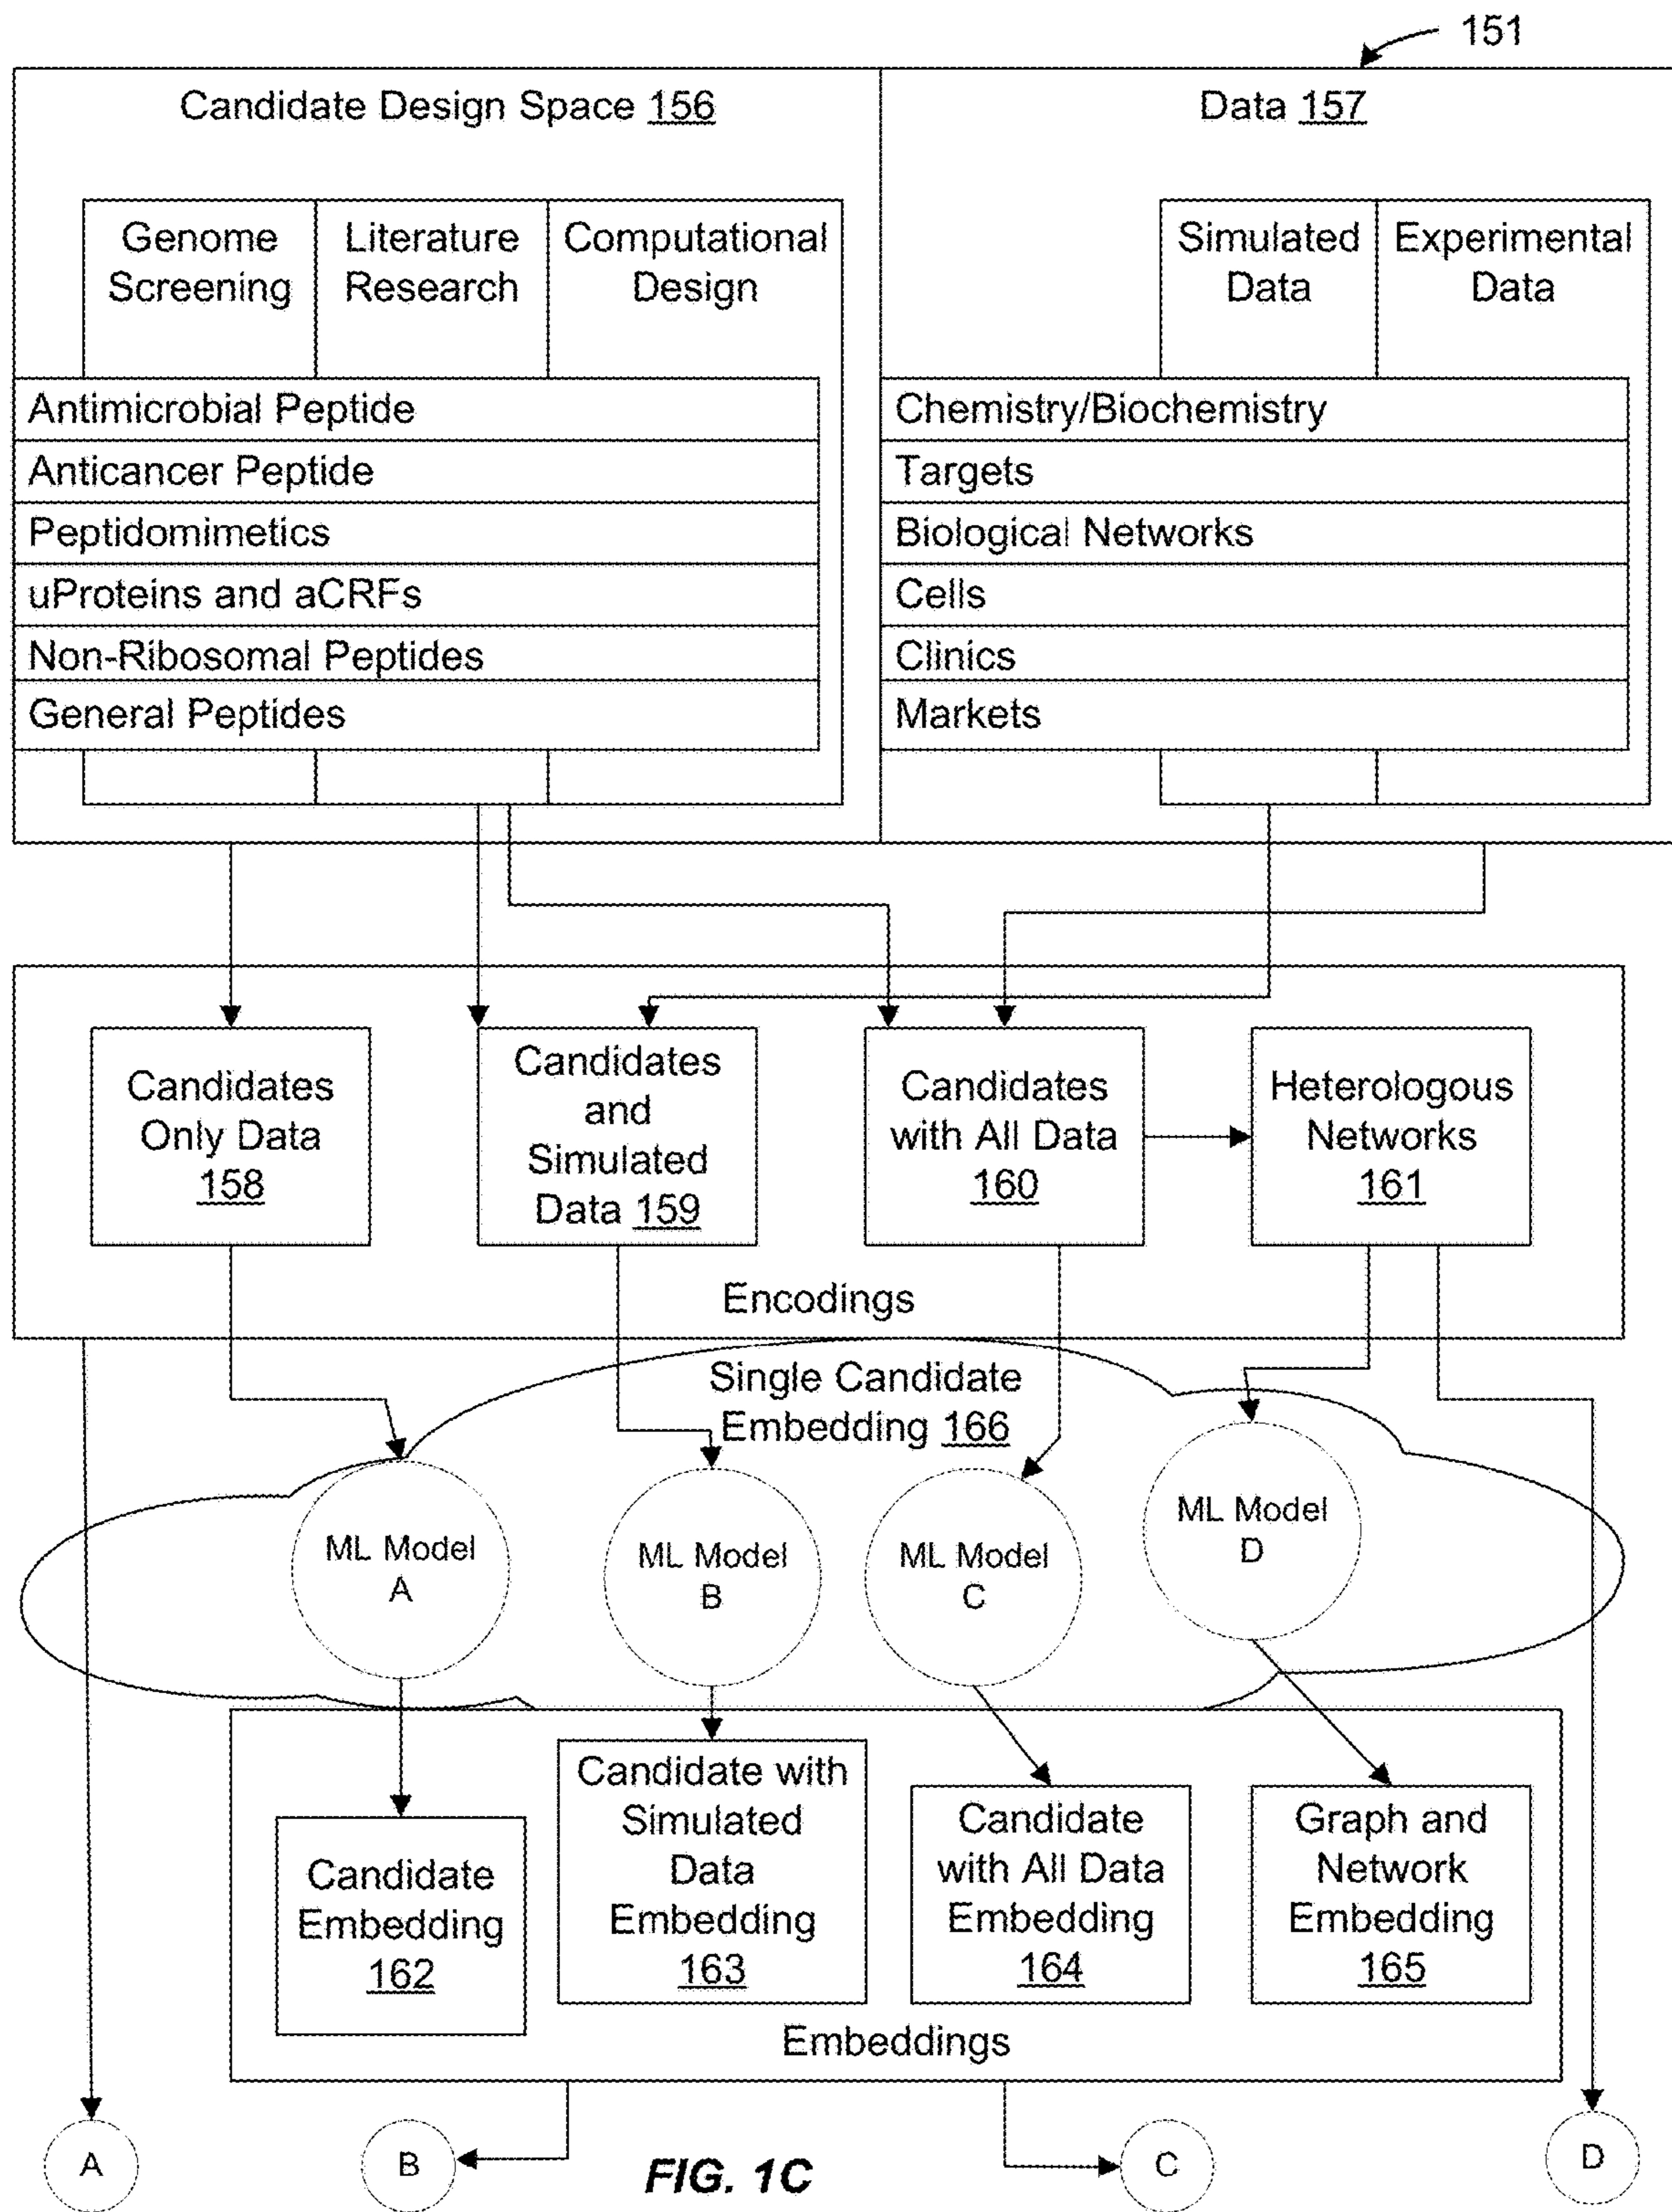 151
Candidate Design Space 156
Data 157
Genome
Screening
Literature
Research
Computational
Design
Simulated
Data
Experimental
Data
Antimicrobial Peptide
Anticancer Peptide
Peptidomimetics
uProteins and aCRFs
Non-Ribosomal Peptides
General Peptides
Chemistry/Biochemistry
Targets
Biological Networks
Cells
Clinics
Markets
Candidates
Only Data
158
Candidates
and
Simulated
Data 159
Candidates
with All Data
160
Heterologous
Networks
161
Encodings
Single Candidate
Embedding 166
ML Model
A
ML Model
B
ML Model
C
ML Model
D
Candidate
Embedding
162
Candidate with
Simulated
Data
Embedding
163
Candidate
with All Data
Embedding
164
Graph and
Network
Embedding
165
Embeddings
A
B
C
D
FIG. 1C